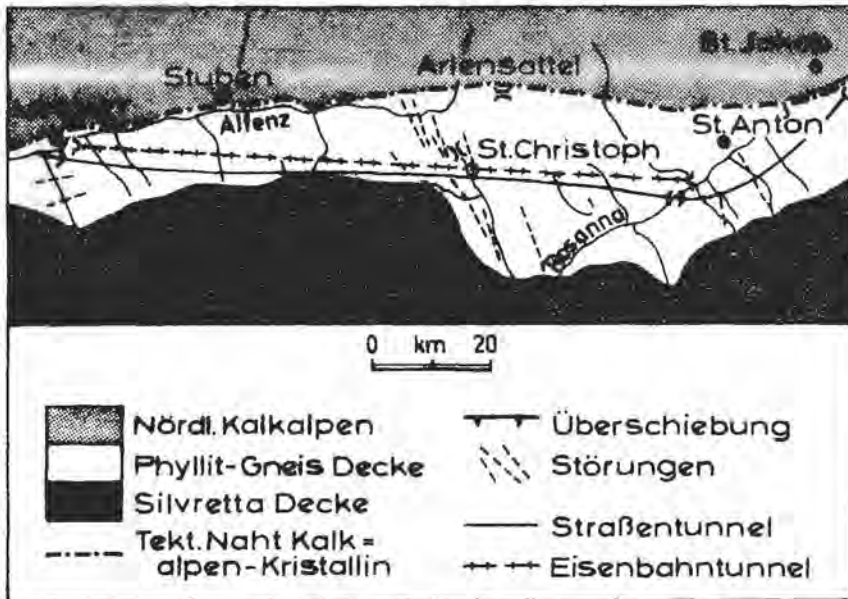 St. Jakob
Arlensattel
Stuben
Allenz
St. Anton
St. Christoph
Rosanna
0 km 20
Nördl. Kalkalpen
Phyllit-Gneis Decke
Silvretta Decke
Tekt. Naht Kalk=
alpen-Kristallin
Überschiebung
Störungen
Straßentunnel
Eisenbahntunnel